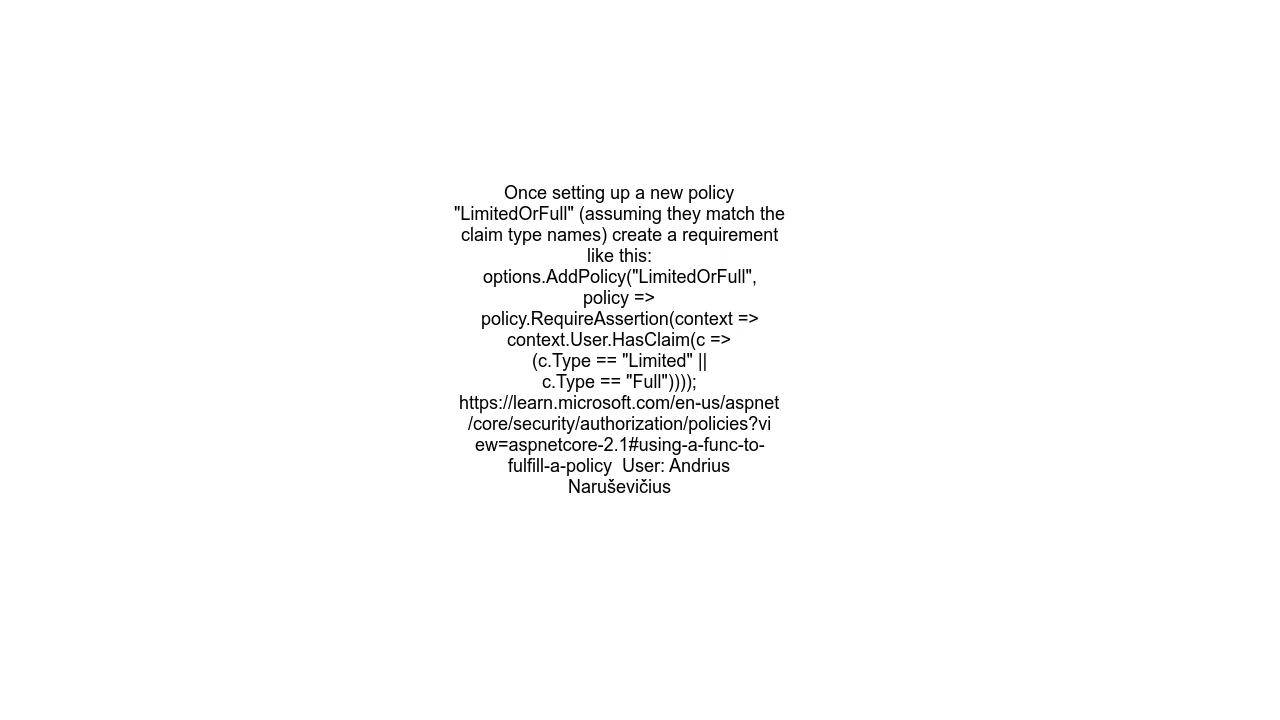 Once setting up a new policy
"LimitedOrFull" (assuming they match the
claim type names) create a requirement
like this:
options.AddPolicy("LimitedOrFull",
policy =>
policy.RequireAssertion(context =>
context.User.HasClaim(c =>
(c.Type == "Limited" ||
c.Type == "Full"))));
https://learn.microsoft.com/en-us/aspnet
/core/security/authorization/policies?vi
ew=aspnetcore-2.1#using-a-func-to-
fulfill-a-policy  User: Andrius
Naruševičius